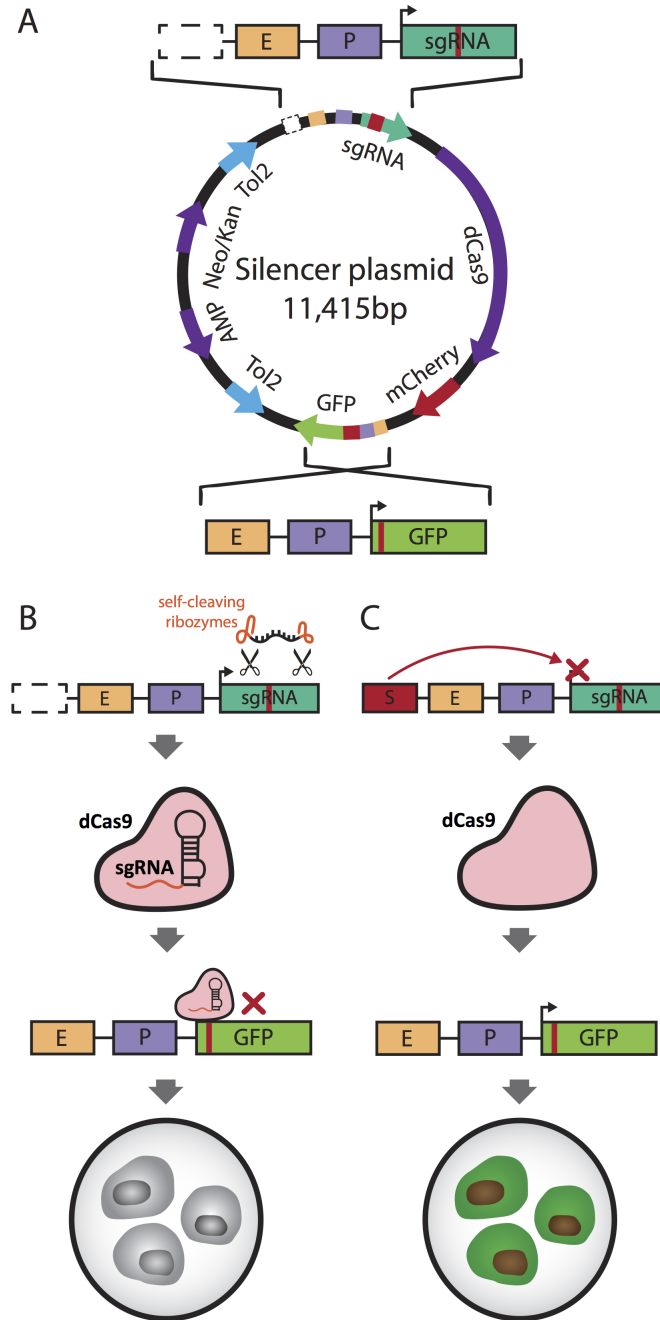 A
E
P
sgRNA
sgRNA
Tol2
dCas9
Neo/Kan
Silencer plasmid
11,415bp
AMP
Tol2
GFP
mCherry
E
P
GFP
B
self-cleaving
ribozymes
E
P
sgRNA
dCas9
sgRNA
E
P
GFP
C
S
E
P
sgRNA
dCas9
E
P
GFP